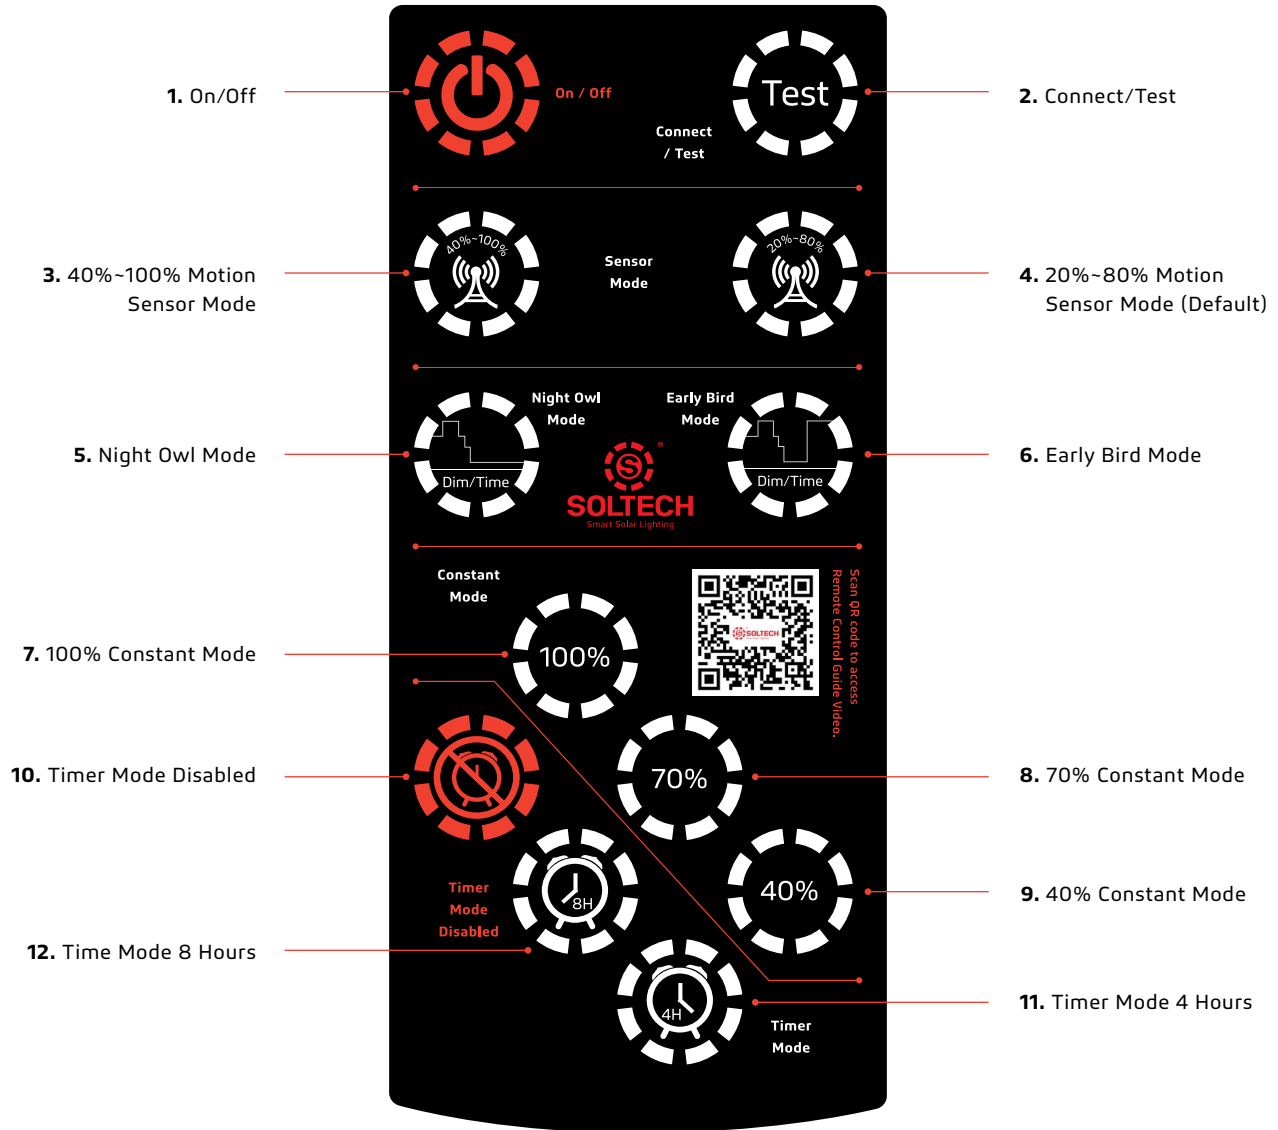 1. On/Off
On / Off
Test
Connect
/ Test
2. Connect/Test
40%~100%
3. 40%~100% Motion
Sensor Mode
Sensor
Mode
20%~80%
4. 20%~80% Motion
Sensor Mode (Default)
5. Night Owl Mode
Dim/Time
Night Owl
Mode
Early Bird
Mode
Dim/Time
6. Early Bird Mode
S
®
SOLTECH
Smart Solar Lighting
Constant
Mode
7. 100% Constant Mode
100%
S SOLTECH
Scan QR code to access
Remote Control Guide Video.
10. Timer Mode Disabled
70%
8. 70% Constant Mode
Timer
Mode
Disabled
8H
40%
9. 40% Constant Mode
12. Time Mode 8 Hours
4H
Timer
Mode
11. Timer Mode 4 Hours